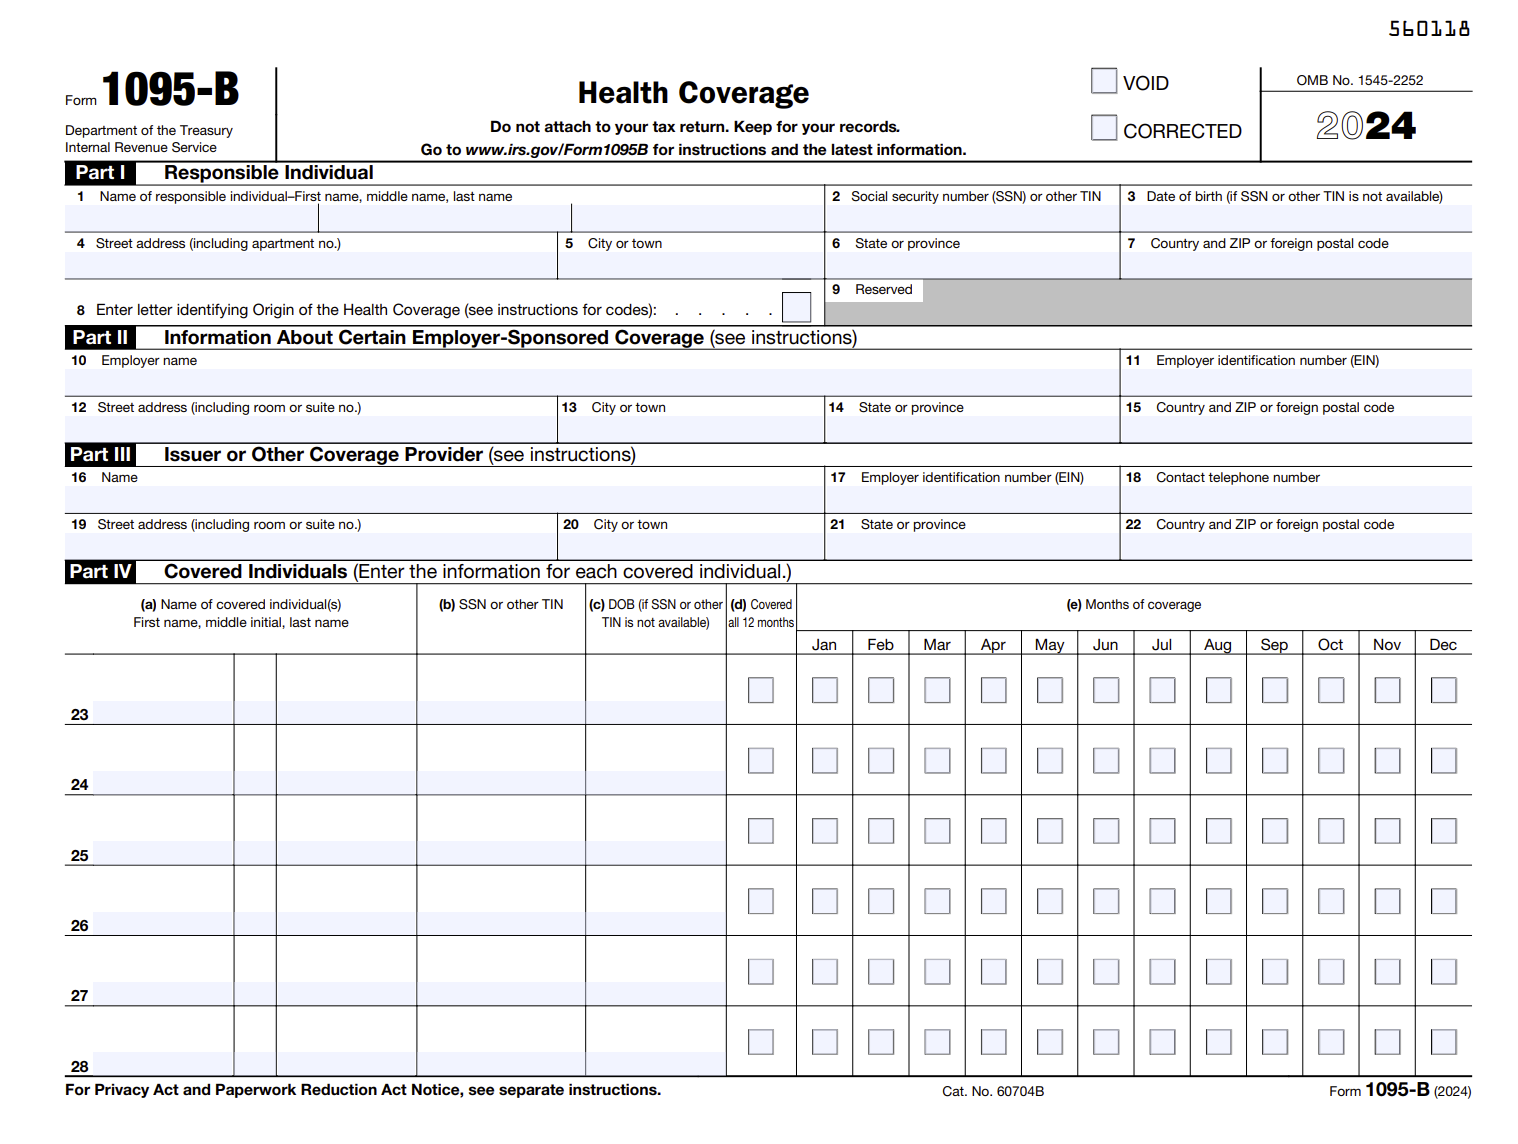 560118
Form 1095-B
Department of the Treasury
Internal Revenue Service
Health Coverage
Do not attach to your tax return. Keep for your records.
Go to www.irs.gov/Form1095B for instructions and the latest information.
VOID
CORRECTED
OMB No. 1545-2252
2024
Part I Responsible Individual
1 Name of responsible individual–First name, middle name, last name
2 Social security number (SSN) or other TIN
3 Date of birth (if SSN or other TIN is not available)
4 Street address (including apartment no.)
5 City or town
6 State or province
7 Country and ZIP or foreign postal code
8 Enter letter identifying Origin of the Health Coverage (see instructions for codes): . . . . .
9 Reserved
Part II Information About Certain Employer-Sponsored Coverage (see instructions)
10 Employer name
11 Employer identification number (EIN)
12 Street address (including room or suite no.)
13 City or town
14 State or province
15 Country and ZIP or foreign postal code
Part III Issuer or Other Coverage Provider (see instructions)
16 Name
17 Employer identification number (EIN)
18 Contact telephone number
19 Street address (including room or suite no.)
20 City or town
21 State or province
22 Country and ZIP or foreign postal code
Part IV Covered Individuals (Enter the information for each covered individual.)
(a) Name of covered individual(s)
First name, middle initial, last name
(b) SSN or other TIN
(c) DOB (if SSN or other
TIN is not available)
(d) Covered
all 12 months
(e) Months of coverage
Jan Feb Mar Apr May Jun Jul Aug Sep Oct Nov Dec
23
24
25
26
27
28
For Privacy Act and Paperwork Reduction Act Notice, see separate instructions.
Cat. No. 60704B
Form 1095-B (2024)